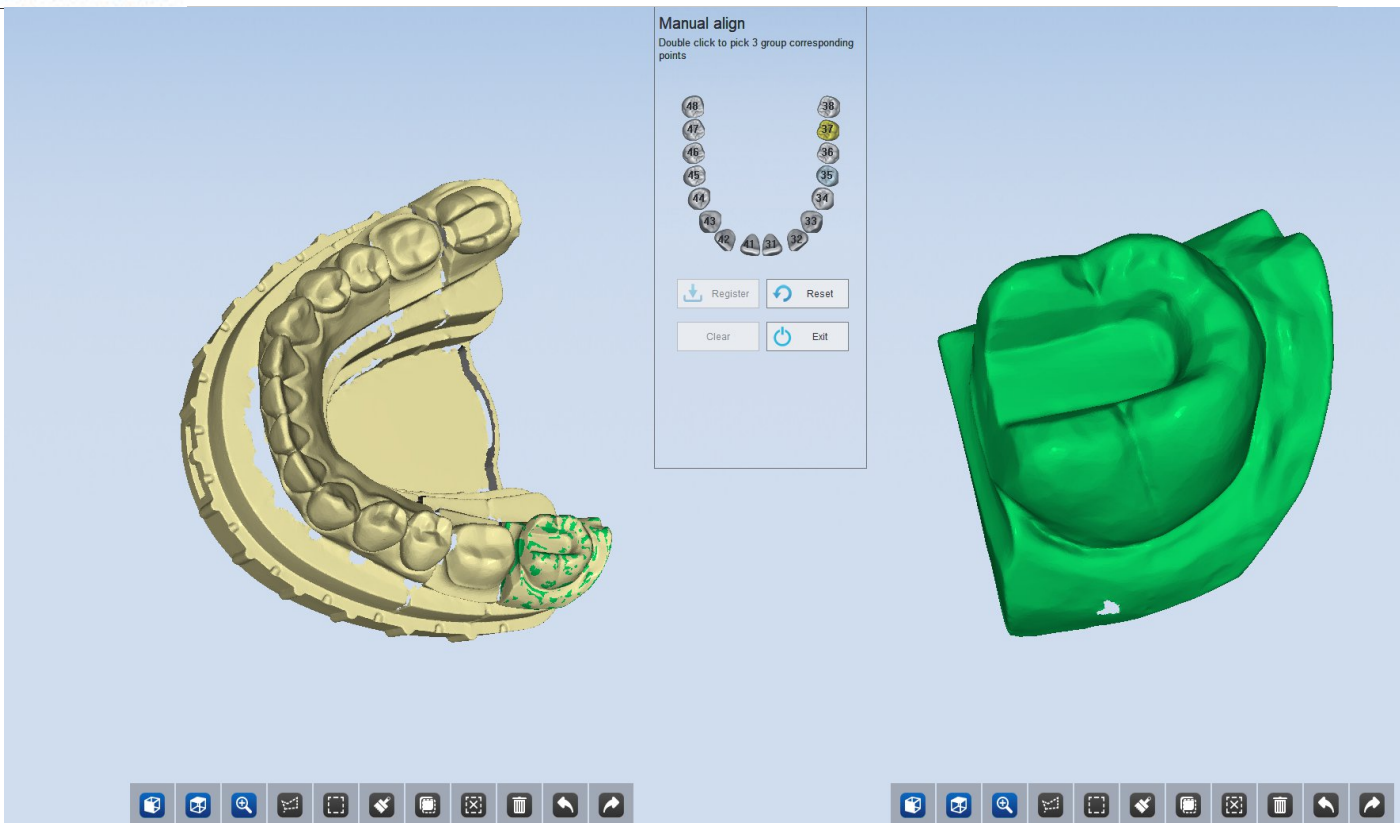 Manual align
Double click to pick 3 group corresponding
points
48 38
47 37
46 36
45 35
44 34
43 33
42 41 31 32
Register Reset
Clear Exit